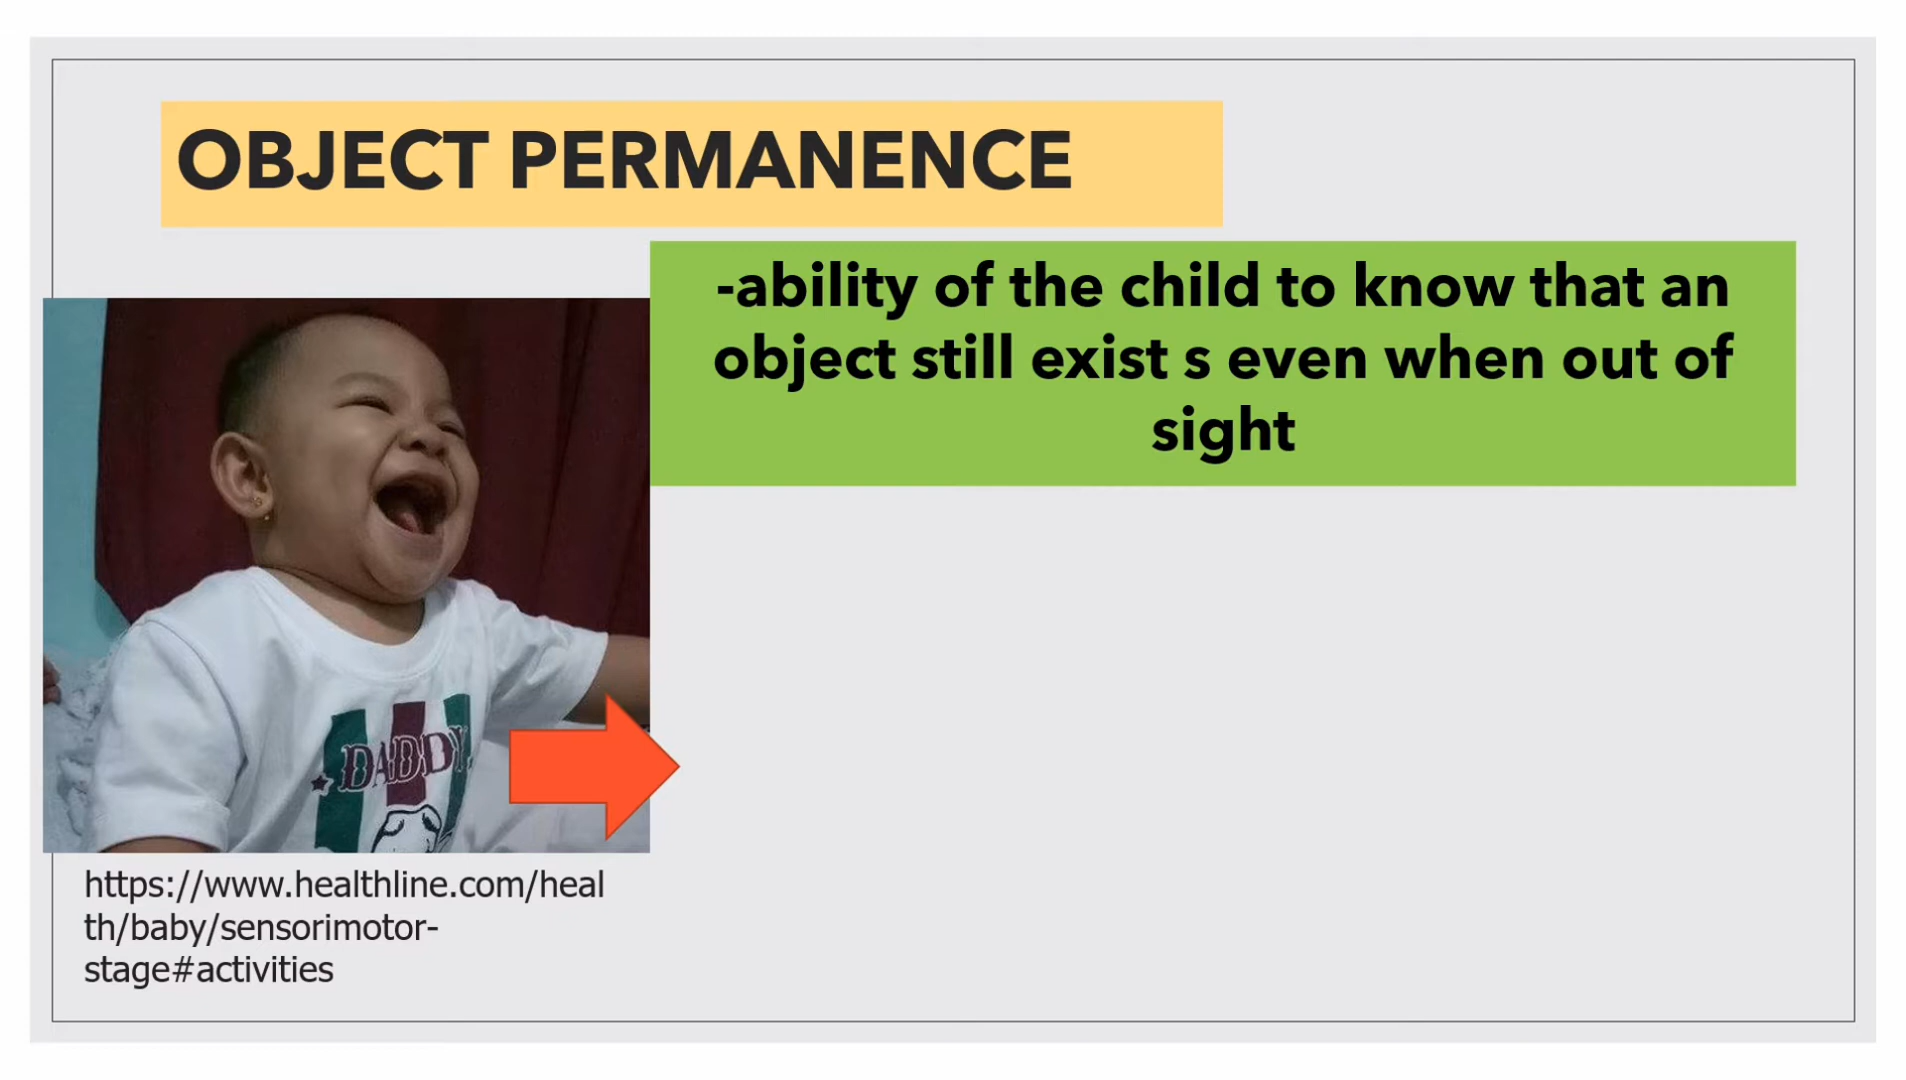 OBJECT PERMANENCE
-ability of the child to know that an
object still exist s even when out of
sight
DADDY
https://www.healthline.com/heal
th/baby/sensorimotor-
stage#activities